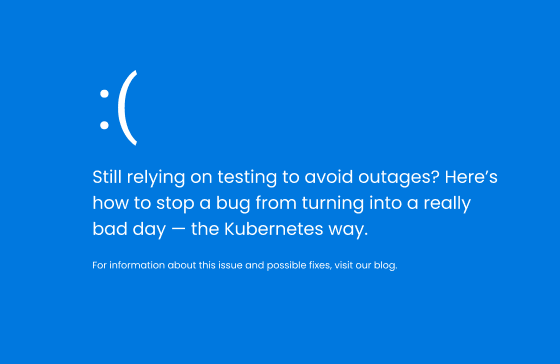 :(
Still relying on testing to avoid outages? Here’s
how to stop a bug from turning into a really
bad day — the Kubernetes way.
For information about this issue and possible fixes, visit our blog.